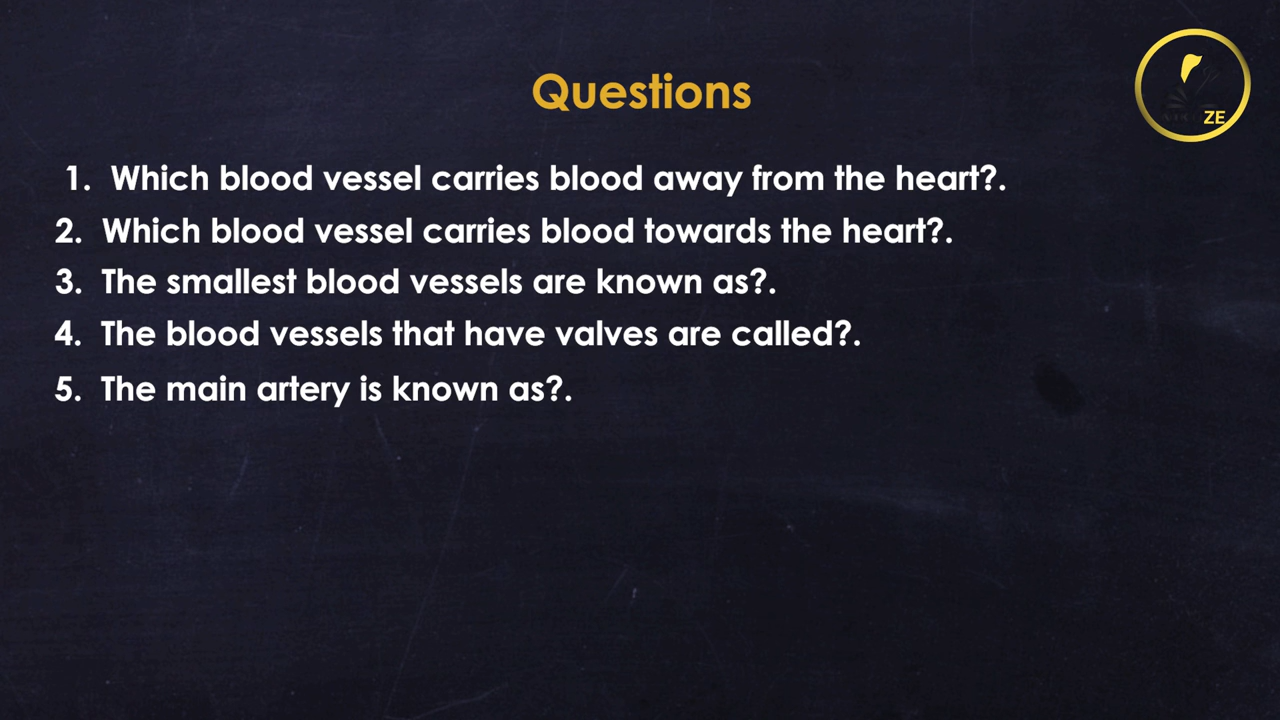 Questions
ZE
1. Which blood vessel carries blood away from the heart?.
2. Which blood vessel carries blood towards the heart?.
3. The smallest blood vessels are known as?.
4. The blood vessels that have valves are called?.
5. The main artery is known as?.